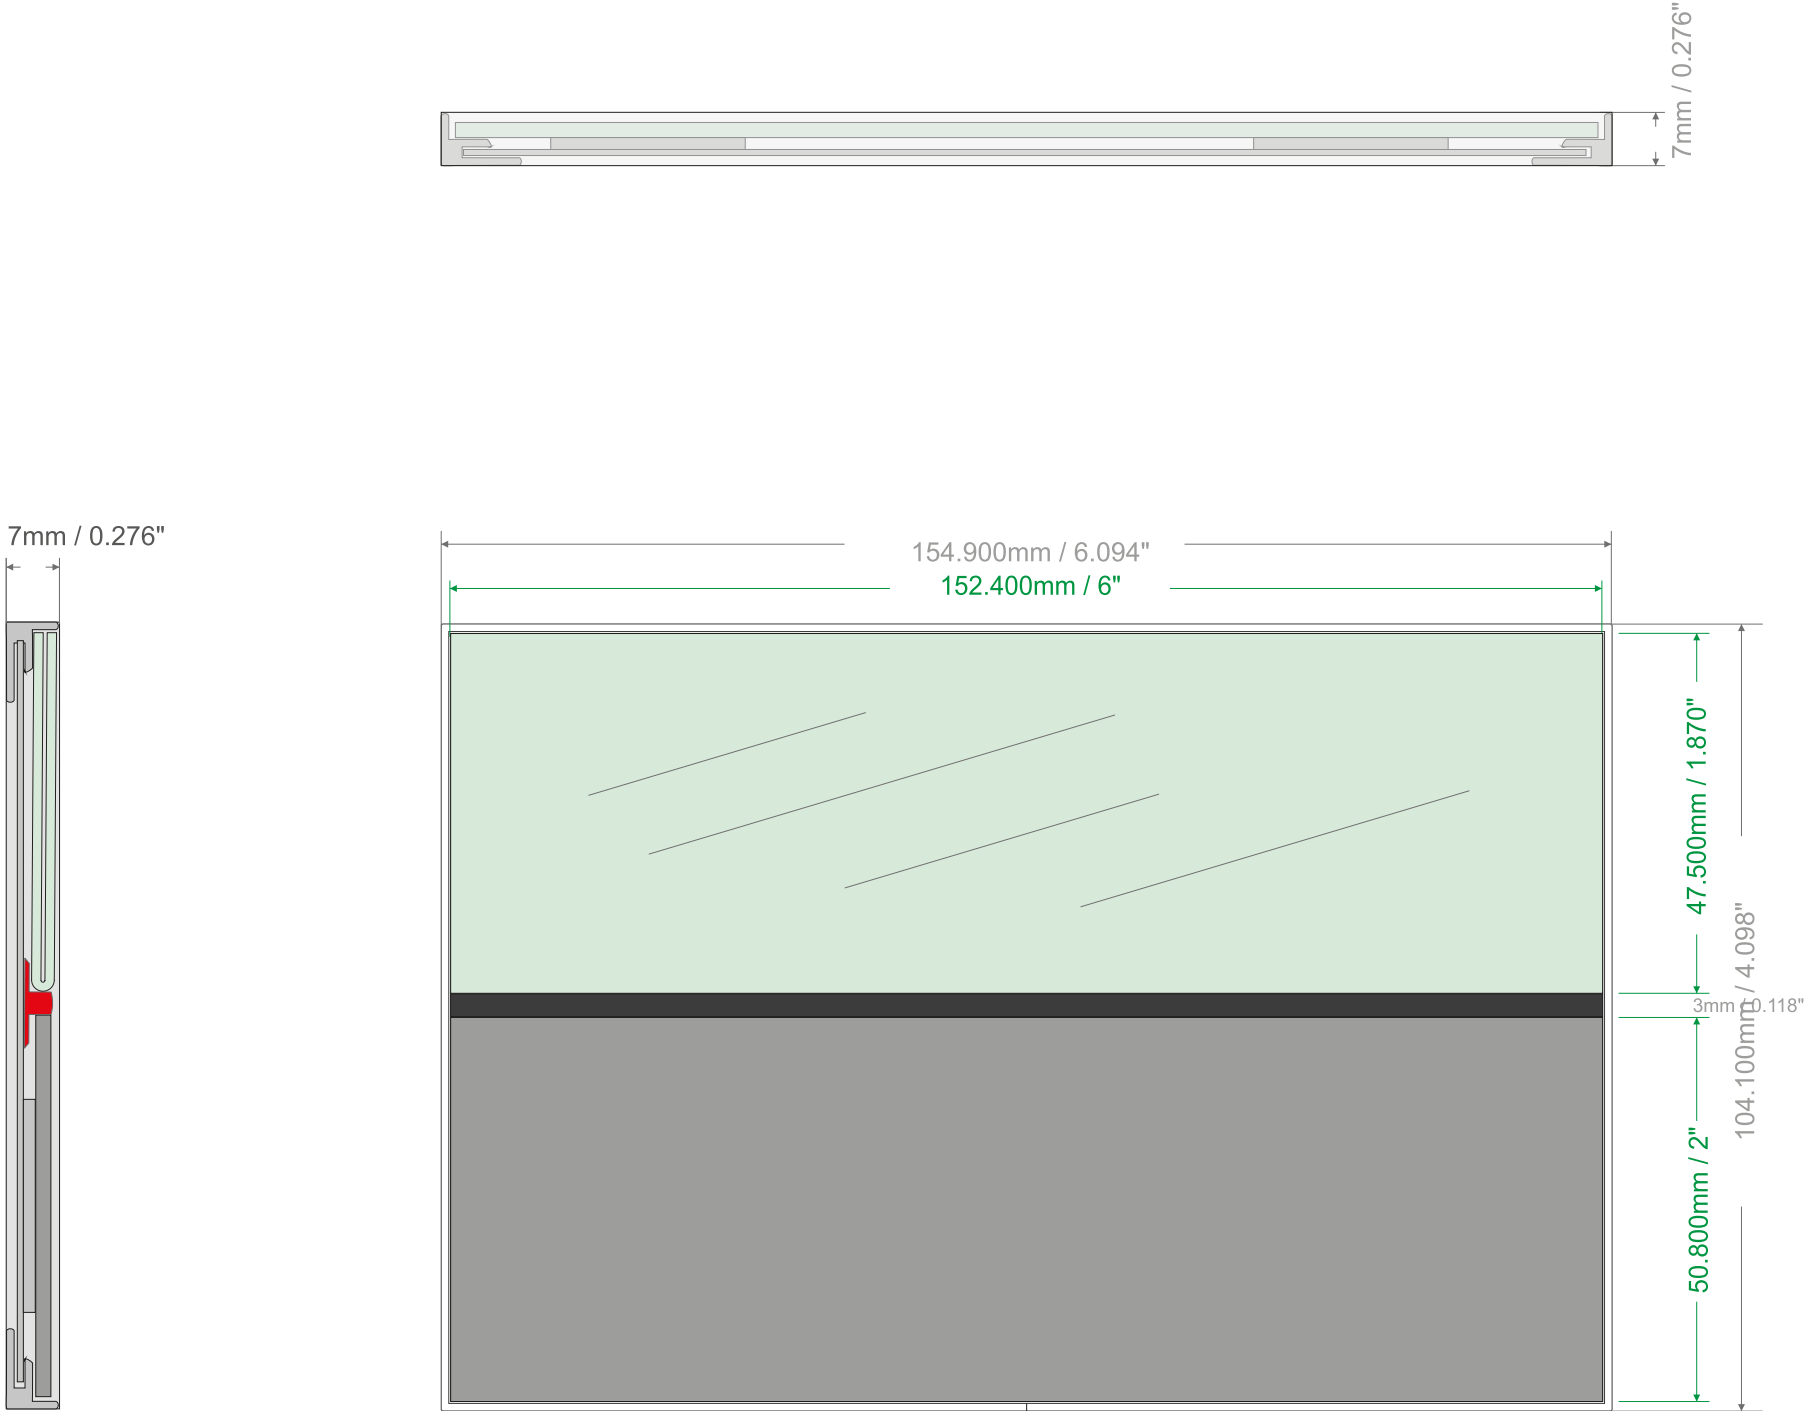 7mm / 0.276"
7mm / 0.276"
154.900mm / 6.094"
152.400mm / 6"
47.500mm / 1.870"
104.100mm / 4.098"
3mm / 0.118"
50.800mm / 2"